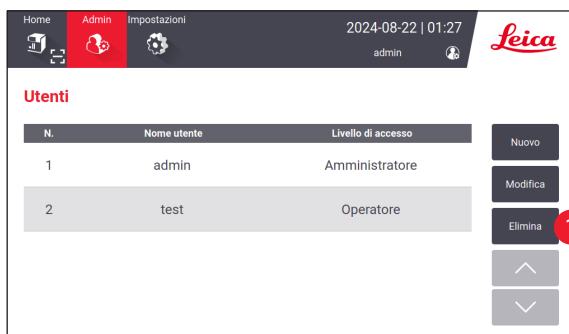 Home Admin Impostazioni
2024-08-22 | 01:27
admin
Leica
Utenti
N. Nome utente Livello di accesso
1 admin Amministratore
2 test Operatore
Nuovo
Modifica
Elimina